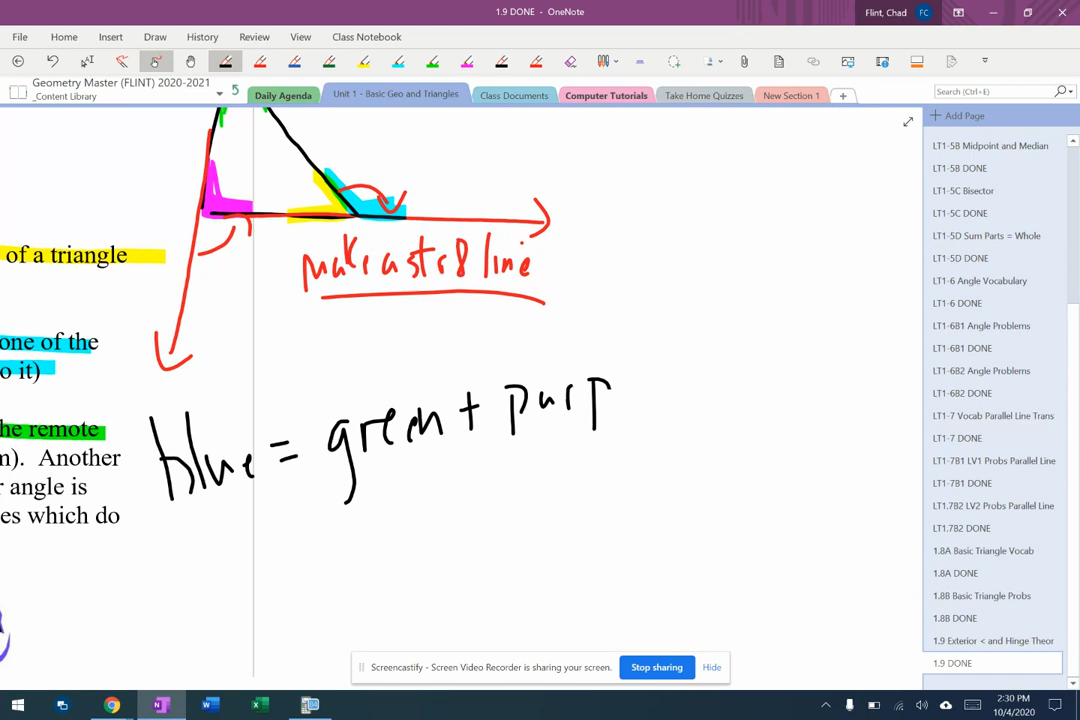 1.9 DONE - OneNote
Flint, Chad FC
File Home Insert Draw History Review View Class Notebook
Geometry Master (FLINT) 2020-2021
_Content Library
5 Daily Agenda Unit 1 - Basic Geo and Triangles Class Documents Computer Tutorials Take Home Quizzes New Section 1 +
Search (Ctrl+E)
Add Page
LT1-5B Midpoint and Median
LT1-5B DONE
LT1-5C Bisector
LT1-5C DONE
LT1-5D Sum Parts = Whole
LT1-5D DONE
LT1-6 Angle Vocabulary
LT1-6 DONE
LT1-6B1 Angle Problems
LT1-6B1 DONE
LT1-6B2 Angle Problems
LT1-6B2 DONE
LT1-7 Vocab Parallel Line Trans
LT1-7 DONE
LT1-7B1 LV1 Probs Parallel Line
LT1-7B1 DONE
LT1.7B2 LV2 Probs Parallel Line
LT1.7B2 DONE
1.8A Basic Triangle Vocab
1.8A DONE
1.8B Basic Triangle Probs
1.8B DONE
1.9 Exterior < and Hinge Theor
1.9 DONE
make a str8 line
of a triangle
one of the
o it)
he remote
m). Another
r angle is
es which do
blue = green + purp
Screencastify - Screen Video Recorder is sharing your screen. Stop sharing Hide
2:30 PM
10/4/2020